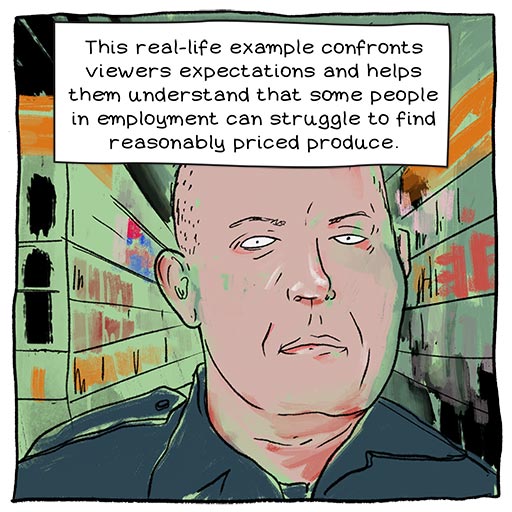 This real-life example confronts
viewers expectations and helps
them understand that some people
in employment can struggle to find
reasonably priced produce.